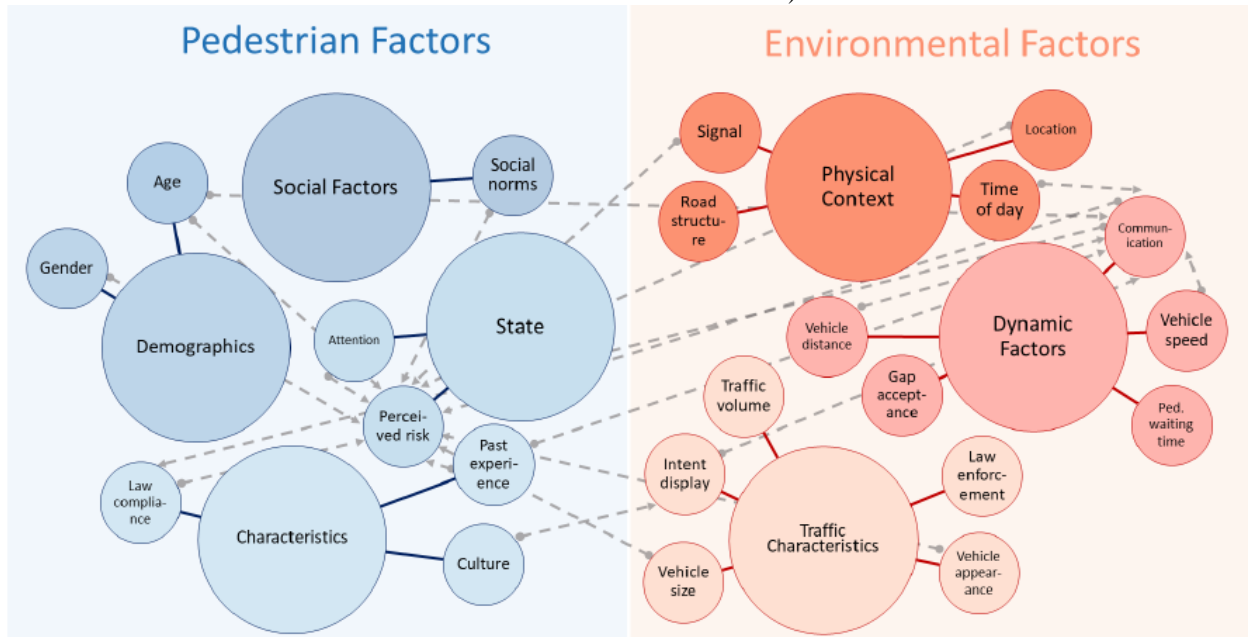 Pedestrian Factors
Environmental Factors
Social Factors
Social
norms
Age
Gender
Demographics
State
Attention
Percei-
ved risk
Past
experi-
ence
Law
complia-
nce
Characteristics
Culture
Signal
Road
structu-
re
Physical
Context
Location
Time
of day
Commun-
ication
Vehicle
distance
Dynamic
Factors
Vehicle
speed
Gap
accept-
ance
Ped.
waiting
time
Traffic
volume
Intent
display
Law
enforc-
ement
Traffic
Characteristics
Vehicle
size
Vehicle
appear-
ance